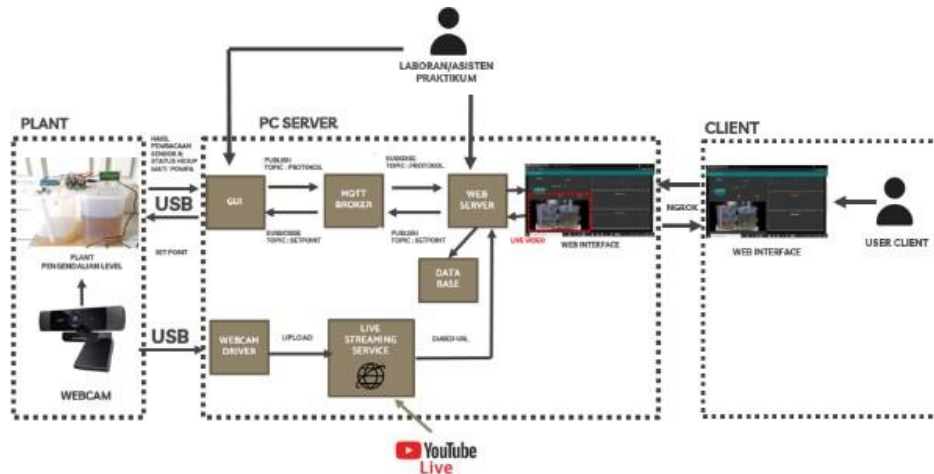 LABORAN/ASISTEN
PRAKTIKUM
PLANT
PC SERVER
CLIENT
HASIL
PEMBACAAN
SENSOR &
STATUS HIDUP
MATI POMPA
USB
SET POINT
PLANT
PENGENDALIAN LEVEL
GUI
PUBLISH
TOPIC : PROTOKOL
SUBSCRIBE
TOPIC : SETPOINT
MQTT
BROKER
TOPIC : PROTOKOL
PUBLISH
TOPIC : SETPOINT
WEB
SERVER
LIVE VIDEO
WEB INTERFACE
NGROK
WEB INTERFACE
USER CLIENT
DATA
BASE
WEBCAM
USB
WEBCAM
DRIVER
UPLOAD
LIVE
STREAMING
SERVICE
EMBED URL
YouTube
Live